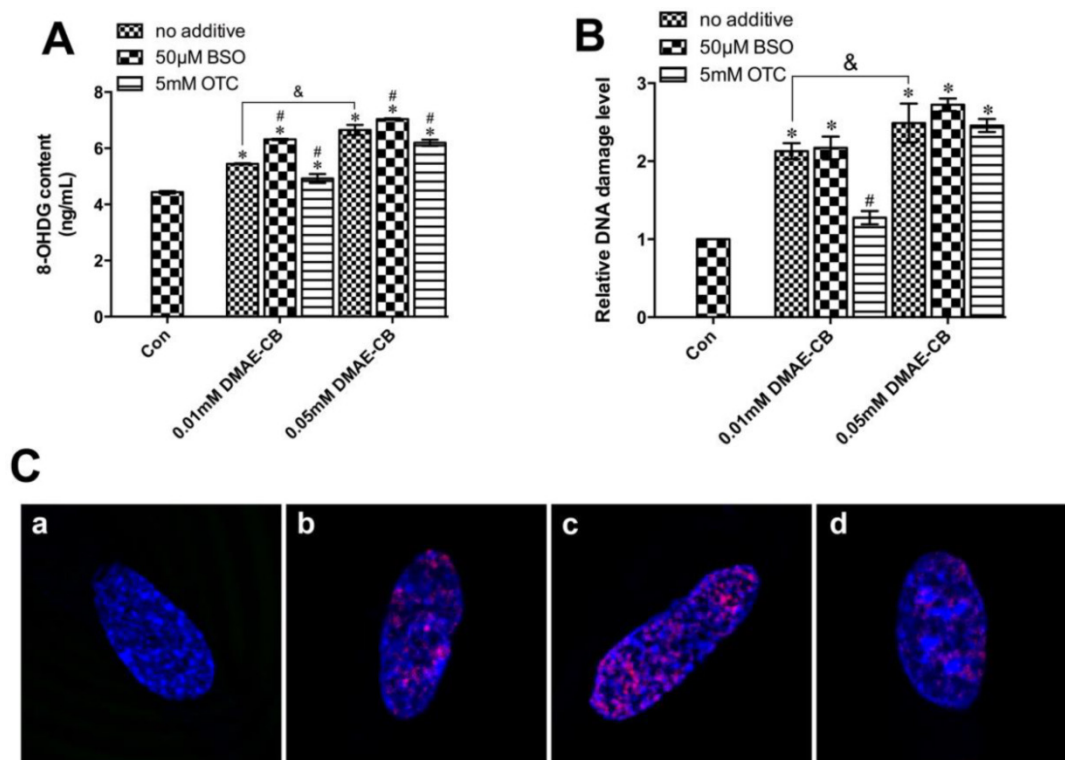 A
no additive
50μM BSO
5mM OTC
8-OHDG content
(ng/mL)
8
6
4
2
0
&
*
#
*
#
*
*
#
*
#
*
Con
0.01mM DMAE-CB
0.05mM DMAE-CB
B
no additive
50μM BSO
5mM OTC
Relative DNA damage level
3
2
1
0
&
*
*
#
*
*
*
Con
0.01mM DMAE-CB
0.05mM DMAE-CB
C
a
b
c
d